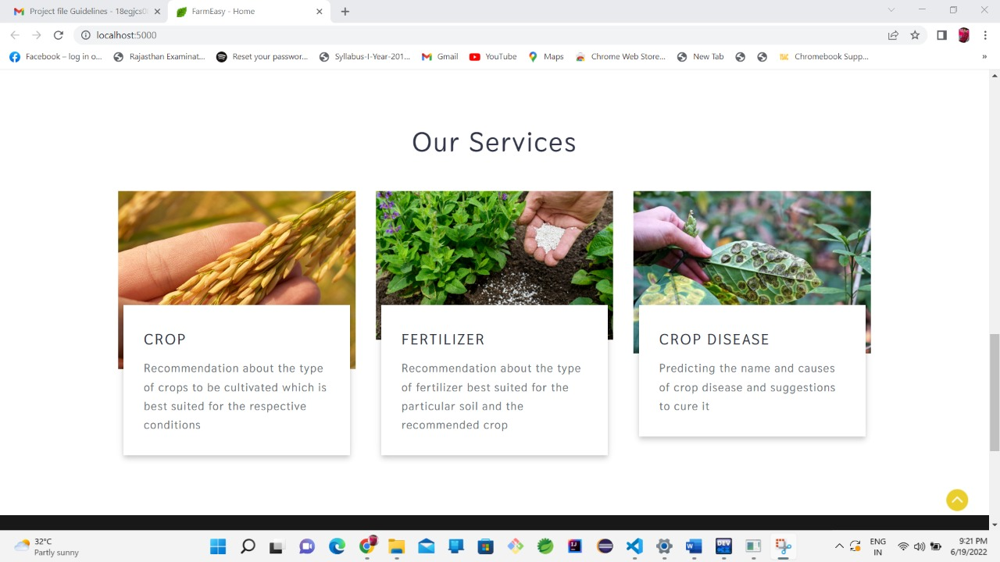 Project file Guidelines - 18egjcs0
FarmEasy - Home
localhost:5000
Facebook – log in o...
Rajasthan Examinat...
Reset your passwor...
Syllabus-I-Year-201...
Gmail
YouTube
Maps
Chrome Web Store...
New Tab
Chromebook Supp...
»
Our Services
CROP
Recommendation about the type
of crops to be cultivated which is
best suited for the respective
conditions
FERTILIZER
Recommendation about the type
of fertilizer best suited for the
particular soil and the
recommended crop
CROP DISEASE
Predicting the name and causes
of crop disease and suggestions
to cure it
32°C
Partly sunny
IJ
W
DEV
ENG
IN
9:21 PM
6/19/2022